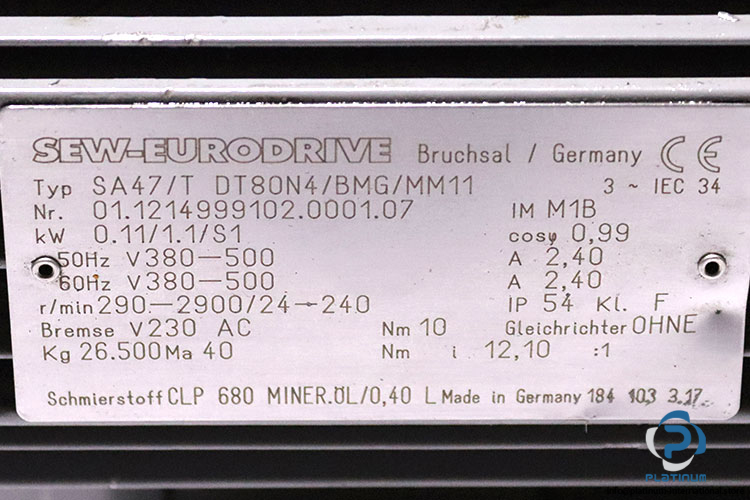 SEW-EURODRIVE Bruchsal / Germany CE
Typ SA47/T DT80N4/BMG/MM11 3 ~ IEC 34
Nr. 01.1214999102.0001.07 IM M1B
kW 0.11/1.1/S1 cosφ 0,99
50Hz V 380-500 A 2,40
60Hz V 380-500 A 2,40
r/min 290-2900/24-240 IP 54 Kl. F
Bremse V 230 AC Nm 10 Gleichrichter OHNE
Kg 26.500 Ma 40 Nm i 12,10 :1
Schmierstoff CLP 680 MINER.ÖL/0,40 L Made in Germany 184 103 3.17
PLATINUM